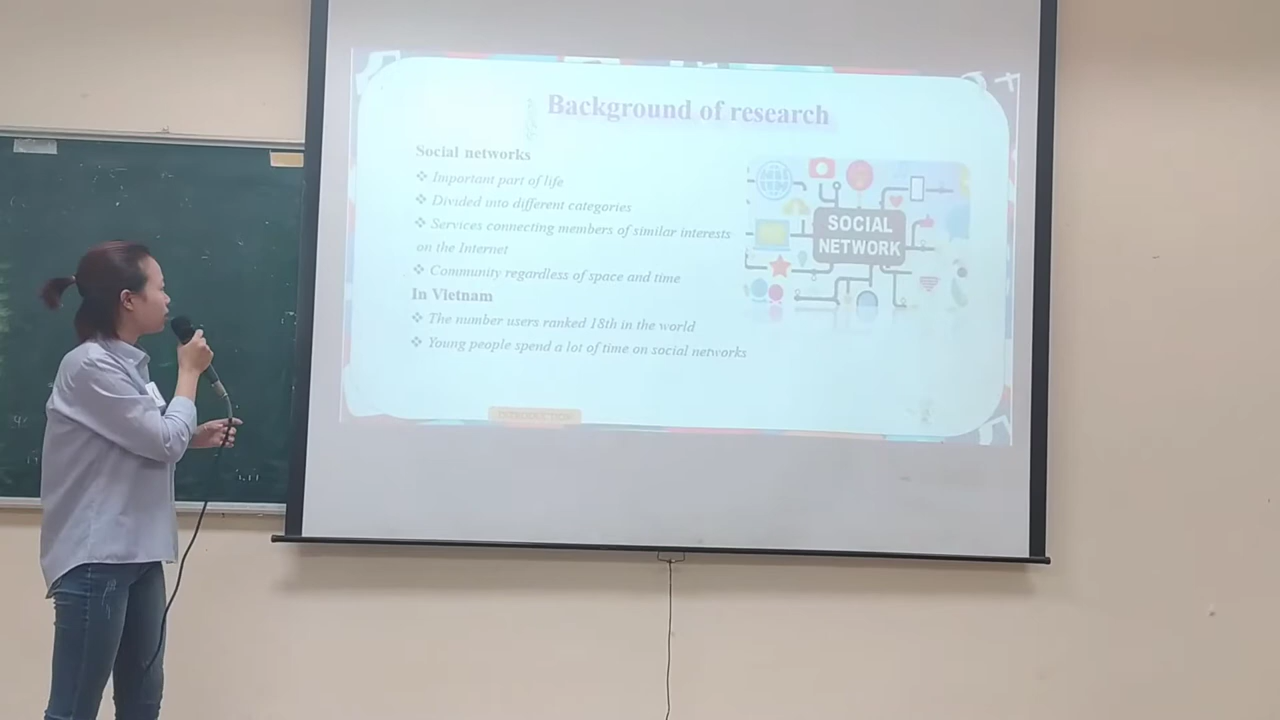 Background of research
Social networks
❖ Important part of life
❖ Divided into different categories
❖ Services connecting members of similar interests
on the Internet
❖ Community regardless of space and time
In Vietnam
❖ The number users ranked 18th in the world
❖ Young people spend a lot of time on social networks
SOCIAL
NETWORK
INTRODUCTION